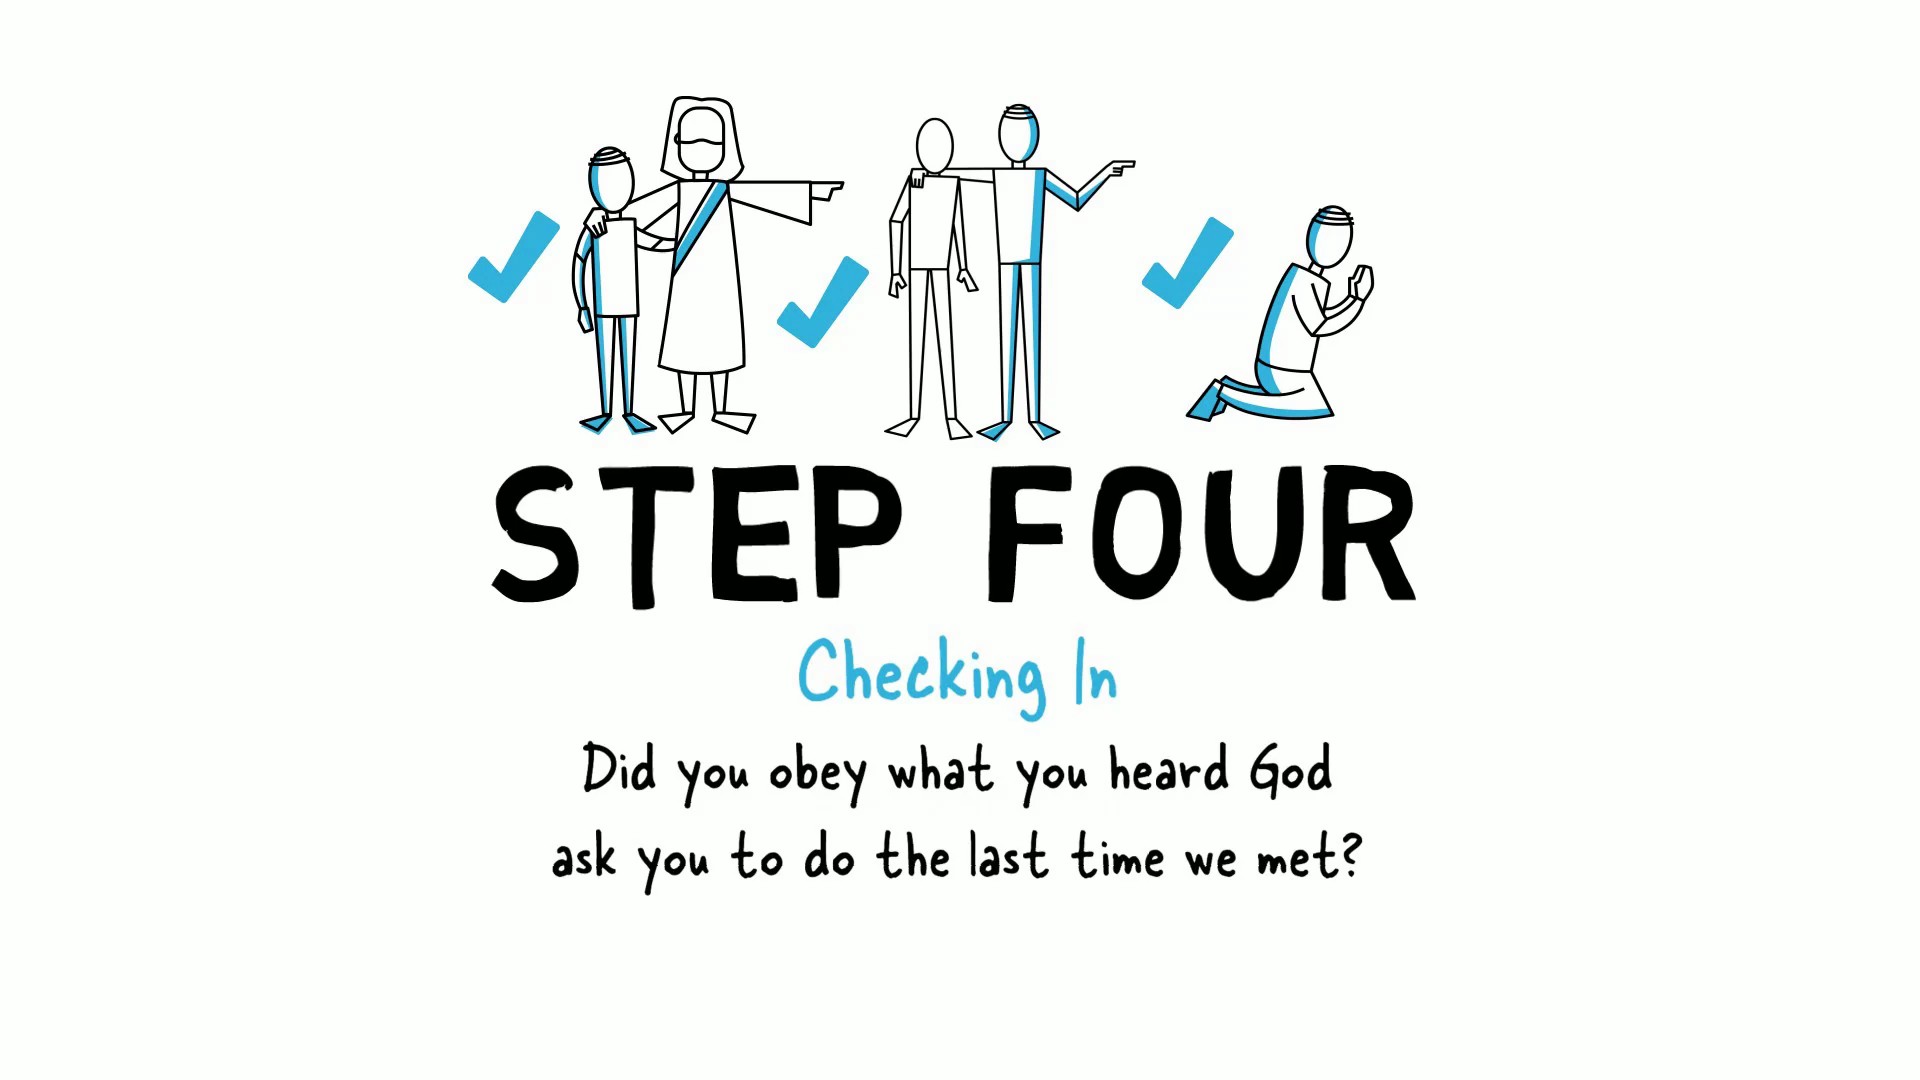 STEP FOUR
Checking In
Did you obey what you heard God
ask you to do the last time we met?